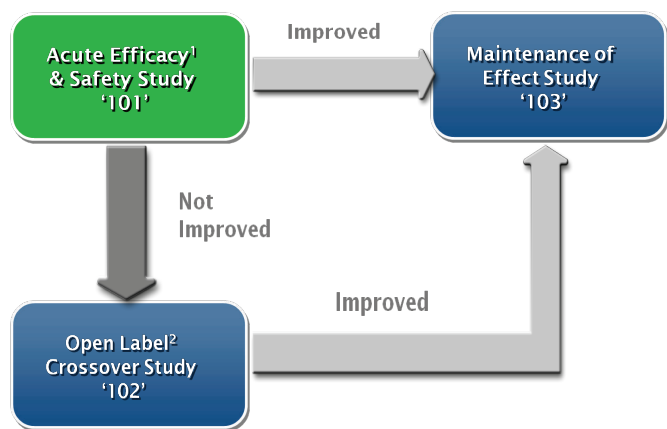 Acute Efficacy¹
& Safety Study
‘101’
Improved
Maintenance of
Effect Study
‘103’
Not
Improved
Improved
Open Label²
Crossover Study
‘102’